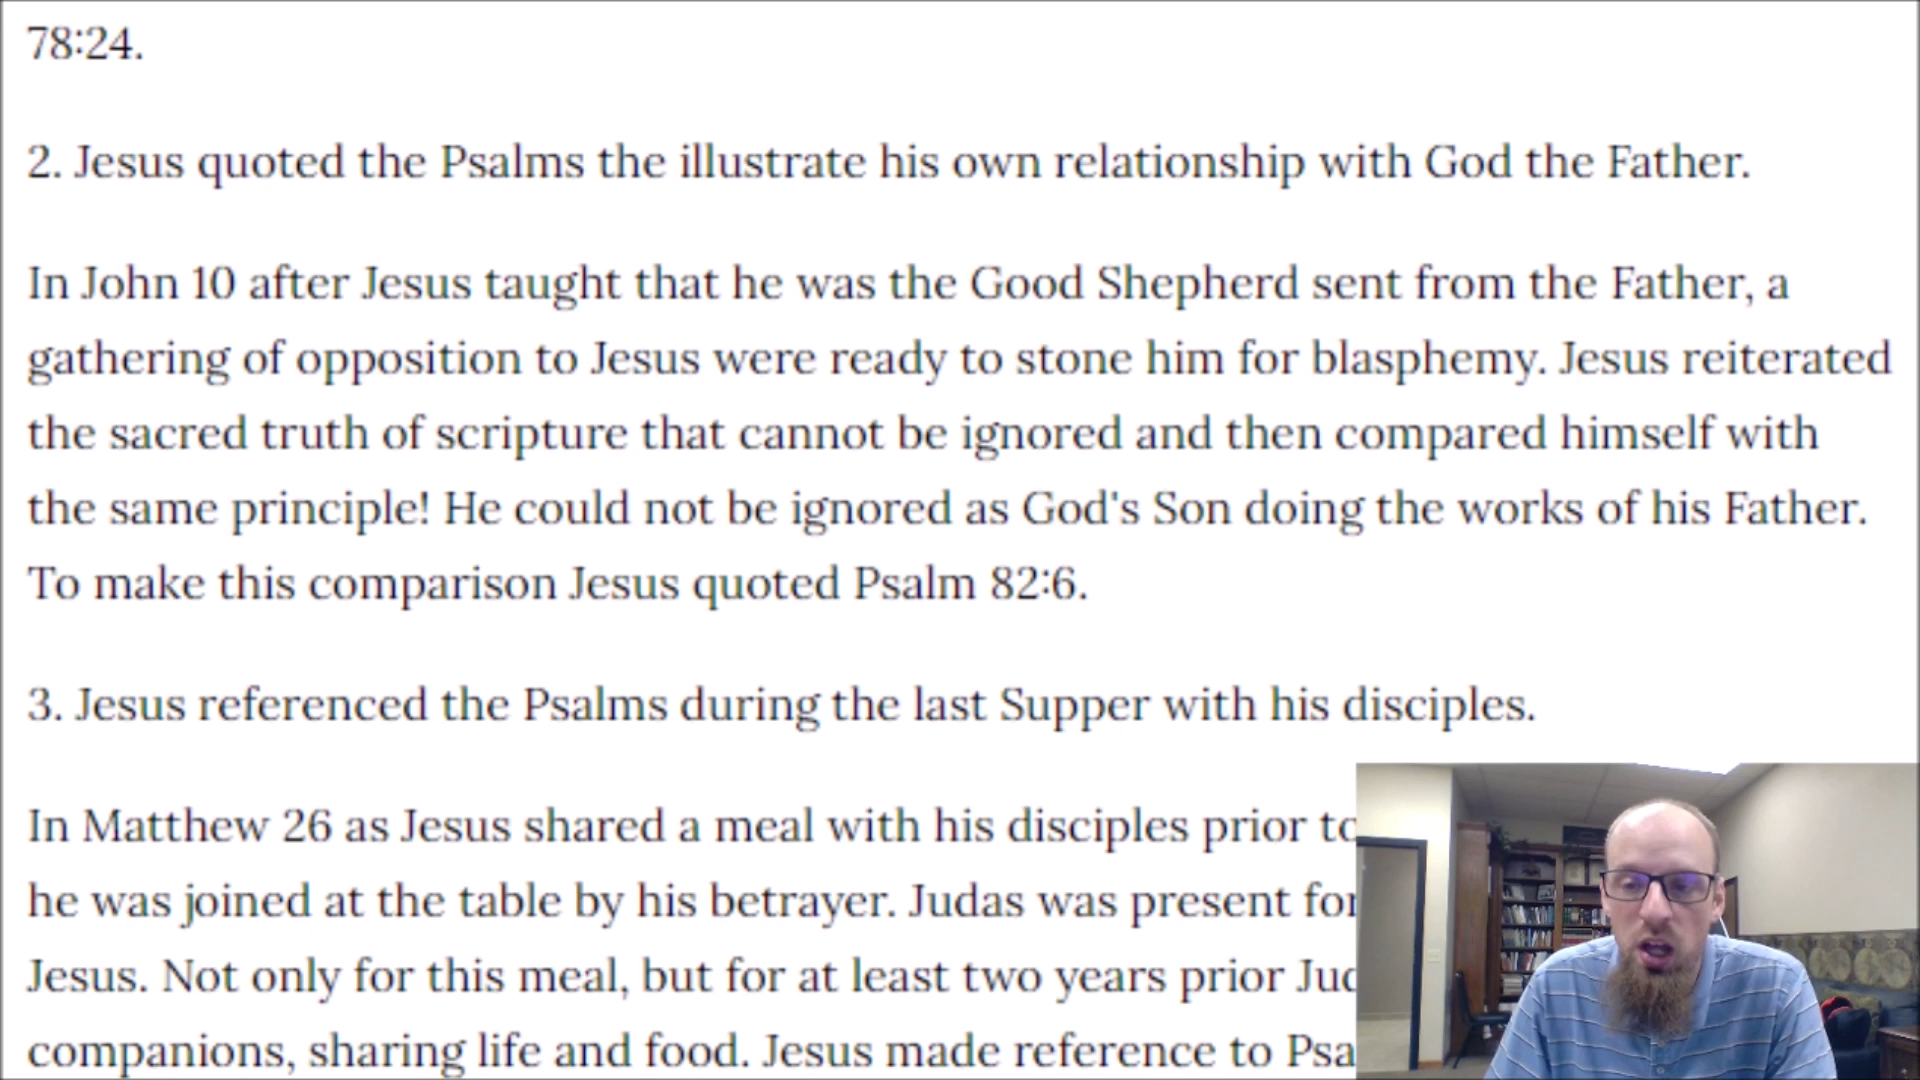 78:24.
2. Jesus quoted the Psalms the illustrate his own relationship with God the Father.
In John 10 after Jesus taught that he was the Good Shepherd sent from the Father, a
gathering of opposition to Jesus were ready to stone him for blasphemy. Jesus reiterated
the sacred truth of scripture that cannot be ignored and then compared himself with
the same principle! He could not be ignored as God's Son doing the works of his Father.
To make this comparison Jesus quoted Psalm 82:6.
3. Jesus referenced the Psalms during the last Supper with his disciples.
In Matthew 26 as Jesus shared a meal with his disciples prior to
he was joined at the table by his betrayer. Judas was present for
Jesus. Not only for this meal, but for at least two years prior
companions, sharing life and food. Jesus made reference to